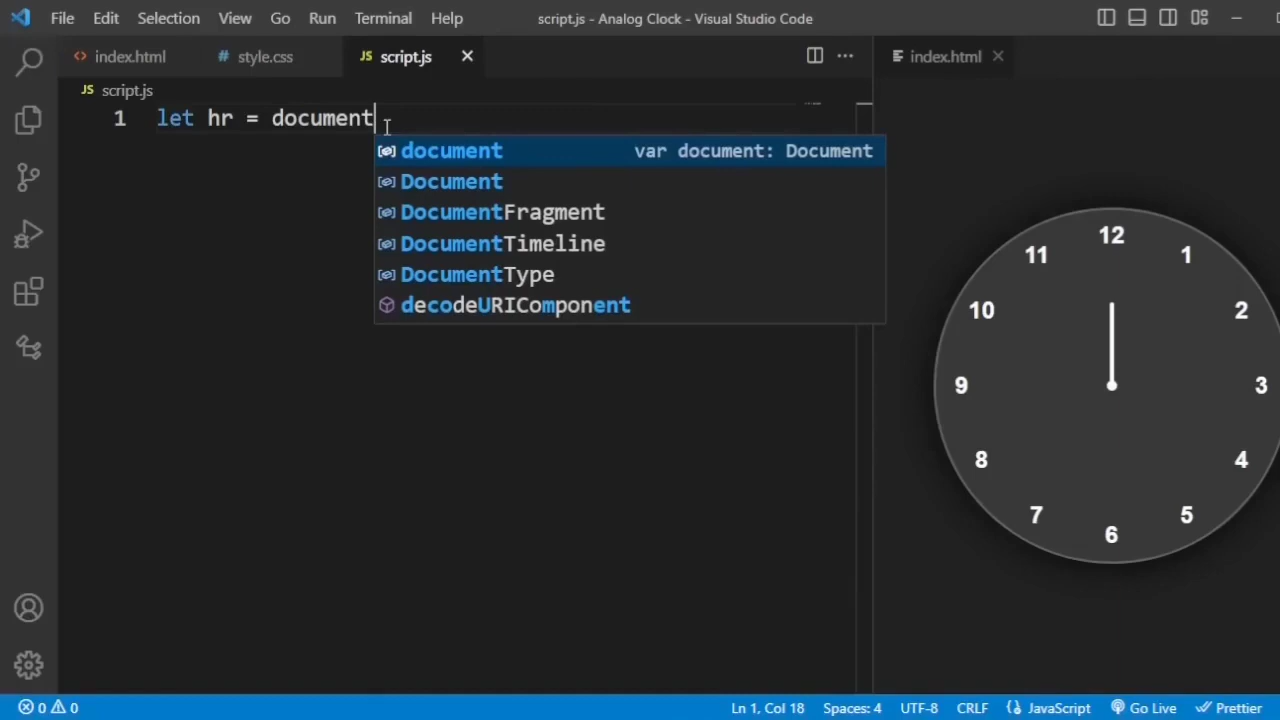 File Edit Selection View Go Run Terminal Help script.js - Analog Clock - Visual Studio Code
index.html style.css JS script.js index.html
JS script.js
1 let hr = document
document var document: Document
Document
DocumentFragment
DocumentTimeline
DocumentType
decodeURIComponent
12
11 1
10 2
9 3
8 4
7 5
6
0 0 Ln 1, Col 18 Spaces: 4 UTF-8 CRLF JavaScript Go Live Prettier